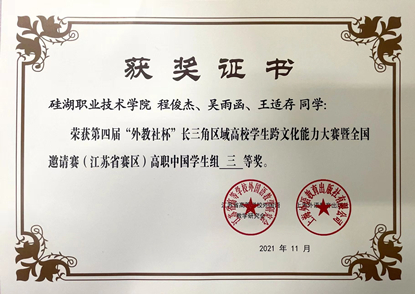 获奖证书
硅湖职业技术学院 程俊杰、吴雨函、王适存 同学：
荣获第四届“外教社杯”长三角区域高校学生跨文化能力大赛暨全国
邀请赛（江苏省赛区）高职中国学生组 三 等奖。
2021 年 11 月